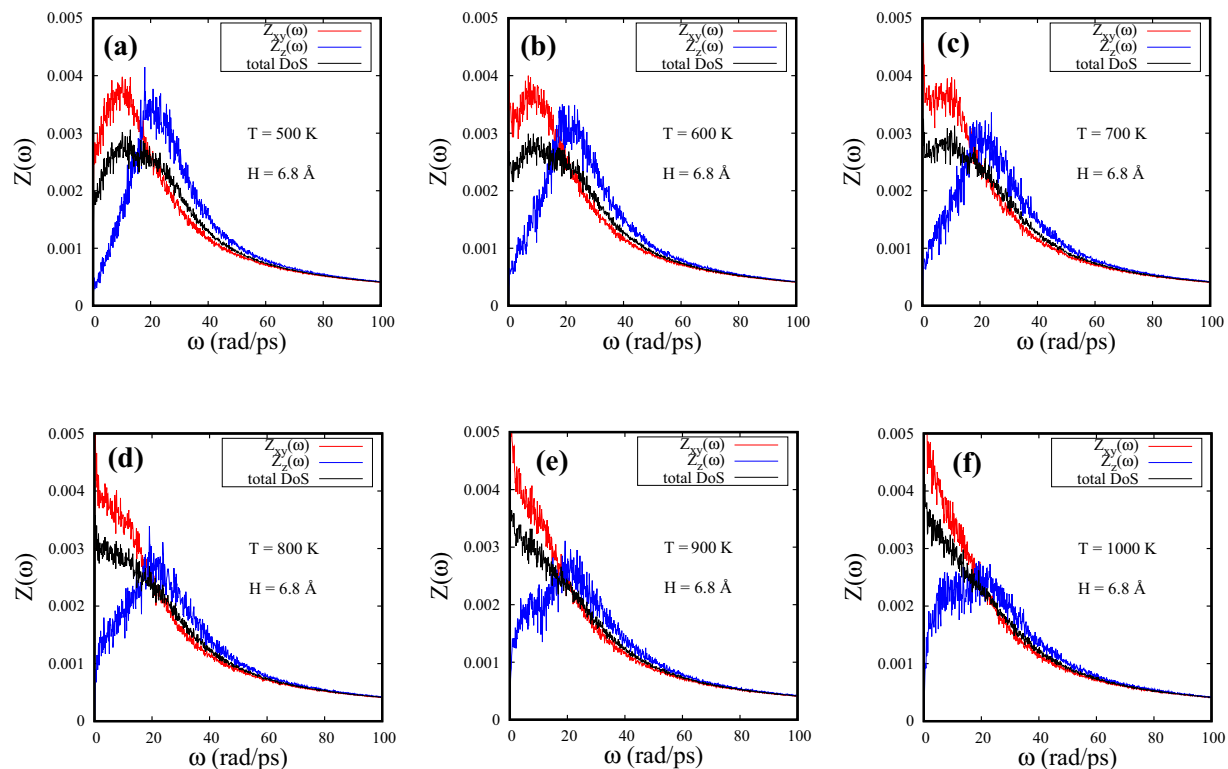 0.005
(a)
Z_xy(ω)
Z_z(ω)
total DoS
0.004
0.003
T = 500 K
Z(ω)
0.002
H = 6.8 Å
0.001
0
0 20 40 60 80 100
ω (rad/ps)
0.005
(b)
Z_xy(ω)
Z_z(ω)
total DoS
0.004
0.003
T = 600 K
Z(ω)
0.002
H = 6.8 Å
0.001
0
0 20 40 60 80 100
ω (rad/ps)
0.005
(c)
Z_xy(ω)
Z_z(ω)
total DoS
0.004
0.003
T = 700 K
Z(ω)
0.002
H = 6.8 Å
0.001
0
0 20 40 60 80 100
ω (rad/ps)
0.005
(d)
Z_xy(ω)
Z_z(ω)
total DoS
0.004
0.003
T = 800 K
Z(ω)
0.002
H = 6.8 Å
0.001
0
0 20 40 60 80 100
ω (rad/ps)
0.005
(e)
Z_xy(ω)
Z_z(ω)
total DoS
0.004
0.003
T = 900 K
Z(ω)
0.002
H = 6.8 Å
0.001
0
0 20 40 60 80 100
ω (rad/ps)
0.005
(f)
Z_xy(ω)
Z_z(ω)
total DoS
0.004
0.003
T = 1000 K
Z(ω)
0.002
H = 6.8 Å
0.001
0
0 20 40 60 80 100
ω (rad/ps)